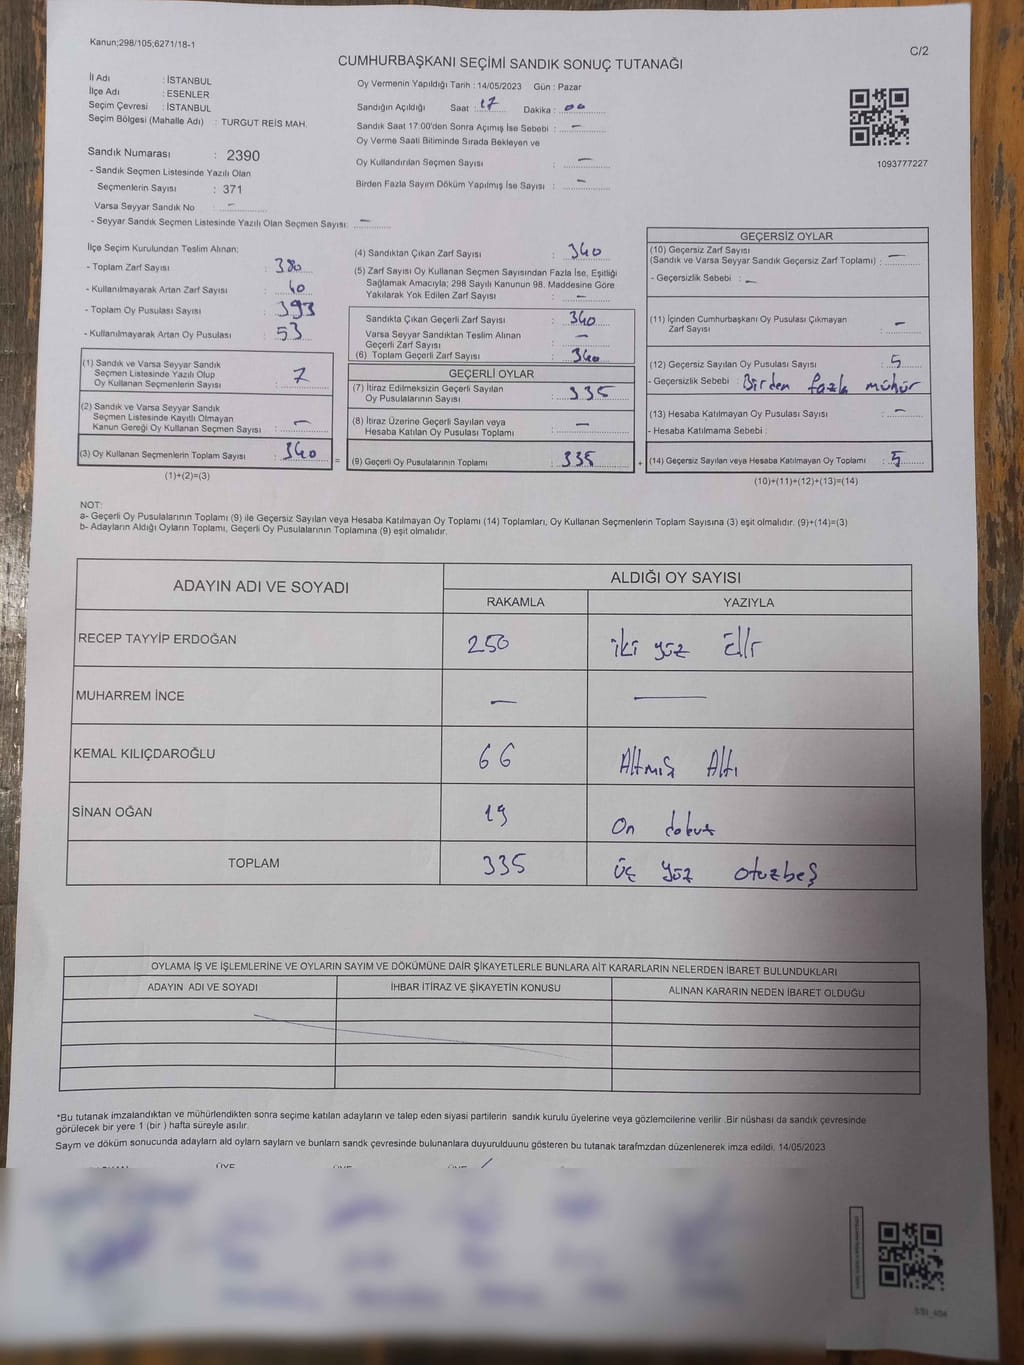 Kanun;298/105;6271/18-1
C/2
CUMHURBAŞKANI SEÇİMİ SANDIK SONUÇ TUTANAĞI
İl Adı : İSTANBUL
İlçe Adı : ESENLER
Seçim Çevresi : İSTANBUL
Seçim Bölgesi (Mahalle Adı) : TURGUT REİS MAH.
Sandık Numarası : 2390
- Sandık Seçmen Listesinde Yazılı Olan
Seçmenlerin Sayısı : 371
Varsa Seyyar Sandık No : -
- Seyyar Sandık Seçmen Listesinde Yazılı Olan Seçmen Sayısı: -
Oy Vermenin Yapıldığı Tarih : 14/05/2023 Gün : Pazar
Sandığın Açıldığı Saat : 17 Dakika : 00
Sandık Saat 17:00'den Sonra Açımış İse Sebebi : -
Oy Verme Saati Bitiminde Sırada Bekleyen ve
Oy Kullandırılan Seçmen Sayısı : -
Birden Fazla Sayım Döküm Yapılmış İse Sayısı : -
1093777227
İlçe Seçim Kurulundan Teslim Alınan:
- Toplam Zarf Sayısı : 380
- Kullanılmayarak Artan Zarf Sayısı : 40
- Toplam Oy Pusulası Sayısı : 393
- Kullanılmayarak Artan Oy Pusulası : 53
(1) Sandık ve Varsa Seyyar Sandık
Seçmen Listesinde Yazılı Olup
Oy Kullanan Seçmenlerin Sayısı :
(2) Sandık ve Varsa Seyyar Sandık
Seçmen Listesinde Kayıtlı Olmayan
Kanun Gereği Oy Kullanan Seçmen Sayısı : -
(3) Oy Kullanan Seçmenlerin Toplam Sayısı : 340
(1)+(2)=(3)
=
(4) Sandıktan Çıkan Zarf Sayısı : 340
(5) Zarf Sayısı Oy Kullanan Seçmen Sayısından Fazla İse, Eşitliği
Sağlamak Amacıyla; 298 Sayılı Kanunun 98. Maddesine Göre
Yakılarak Yok Edilen Zarf Sayısı : -
Sandıkta Çıkan Geçerli Zarf Sayısı : 340
Varsa Seyyar Sandıktan Teslim Alınan
Geçerli Zarf Sayısı : -
(6) Toplam Geçerli Zarf Sayısı : 340
GEÇERLİ OYLAR
(7) İtiraz Edilmeksizin Geçerli Sayılan
Oy Pusulalarının Sayısı : 335
(8) İtiraz Üzerine Geçerli Sayılan veya
Hesaba Katılan Oy Pusulası Toplamı : -
(9) Geçerli Oy Pusulalarının Toplamı : 335
+
GEÇERSİZ OYLAR
(10) Geçersiz Zarf Sayısı
(Sandık ve Varsa Seyyar Sandık Geçersiz Zarf Toplamı) : -
- Geçersizlik Sebebi : -
(11) İçinden Cumhurbaşkanı Oy Pusulası Çıkmayan
Zarf Sayısı : -
(12) Geçersiz Sayılan Oy Pusulası Sayısı : 5
- Geçersizlik Sebebi : Birden fazla mühür
(13) Hesaba Katılmayan Oy Pusulası Sayısı : -
- Hesaba Katılmama Sebebi :
(14) Geçersiz Sayılan veya Hesaba Katılmayan Oy Toplamı : 5
(10)+(11)+(12)+(13)=(14)
NOT:
a- Geçerli Oy Pusulalarının Toplamı (9) ile Geçersiz Sayılan veya Hesaba Katılmayan Oy Toplamı (14) Toplamları, Oy Kullanan Seçmenlerin Toplam Sayısına (3) eşit olmalıdır. (9)+(14)=(3)
b- Adayların Aldığı Oyların Toplamı, Geçerli Oy Pusulalarının Toplamına (9) eşit olmalıdır.
ADAYIN ADI VE SOYADI ALDIĞI OY SAYISI
RAKAMLA YAZIYLA
RECEP TAYYİP ERDOĞAN 250 iki yüz Elli
MUHARREM İNCE - -
KEMAL KILIÇDAROĞLU 66 Altmış Altı
SİNAN OĞAN 19 On dokuz
TOPLAM 335 üç yüz otuzbeş
OYLAMA İŞ VE İŞLEMLERİNE VE OYLARIN SAYIM VE DÖKÜMÜNE DAİR ŞİKAYETLERLE BUNLARA AİT KARARLARIN NELERDEN İBARET BULUNDUKLARI
ADAYIN ADI VE SOYADI İHBAR İTİRAZ VE ŞİKAYETİN KONUSU ALINAN KARARIN NEDEN İBARET OLDUĞU
*Bu tutanak imzalandıktan ve mühürlendikten sonra seçime katılan adayların ve talep eden siyasi partilerin sandık kurulu üyelerine veya gözlemcilerine verilir .Bir nüshası da sandık çevresinde
görülecek bir yere 1 (bir ) hafta süreyle asılır.
Saym ve döküm sonucunda adaylarn ald oylarn saylarn ve bunlarn sandk çevresinde bulunanlara duyurulduunu gösteren bu tutanak tarafmzdan düzenlenerek imza edildi. 14/05/2023
ÜYE